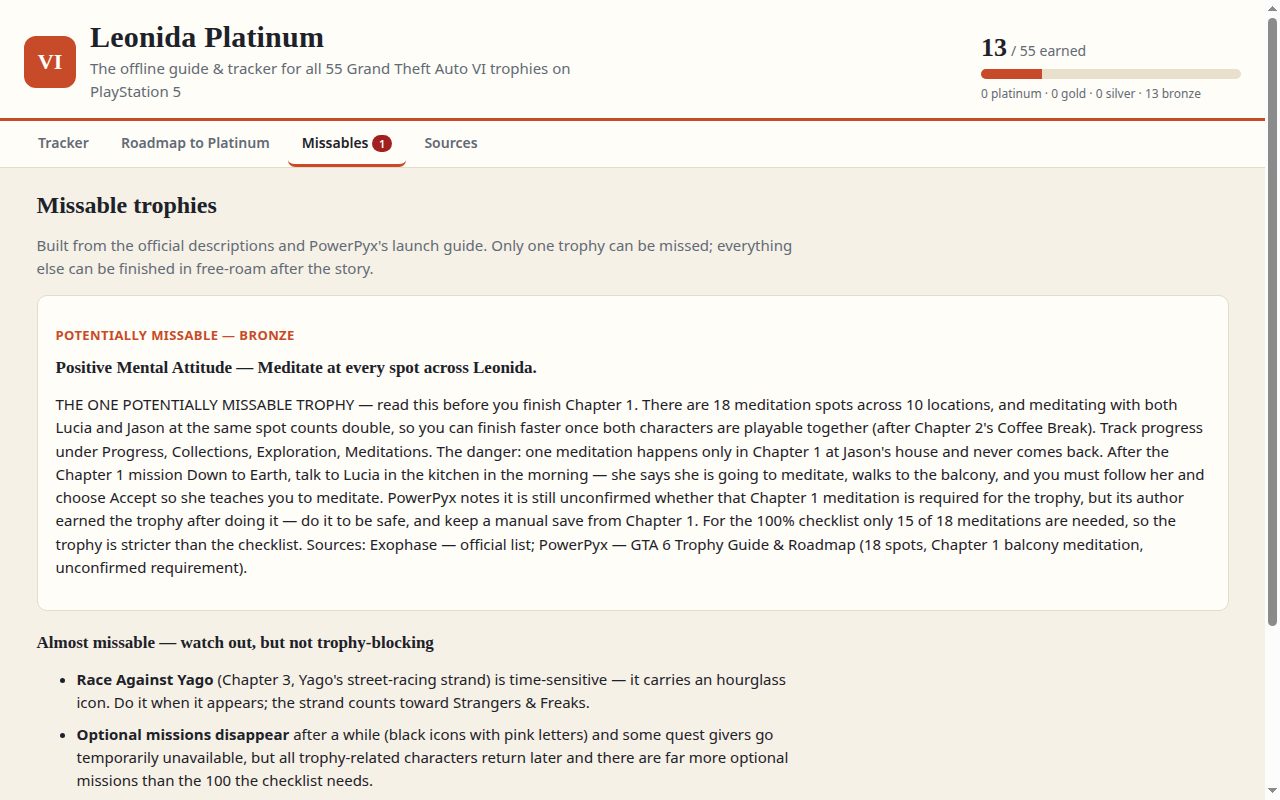 VI
Leonida Platinum
The offline guide & tracker for all 55 Grand Theft Auto VI trophies on
PlayStation 5
13 / 55 earned
0 platinum · 0 gold · 0 silver · 13 bronze
Tracker Roadmap to Platinum Missables 1 Sources
Missable trophies
Built from the official descriptions and PowerPyx's launch guide. Only one trophy can be missed; everything
else can be finished in free-roam after the story.
POTENTIALLY MISSABLE — BRONZE
Positive Mental Attitude — Meditate at every spot across Leonida.
THE ONE POTENTIALLY MISSABLE TROPHY — read this before you finish Chapter 1. There are 18 meditation spots across 10 locations, and meditating with both
Lucia and Jason at the same spot counts double, so you can finish faster once both characters are playable together (after Chapter 2's Coffee Break). Track progress
under Progress, Collections, Exploration, Meditations. The danger: one meditation happens only in Chapter 1 at Jason's house and never comes back. After the
Chapter 1 mission Down to Earth, talk to Lucia in the kitchen in the morning — she says she is going to meditate, walks to the balcony, and you must follow her and
choose Accept so she teaches you to meditate. PowerPyx notes it is still unconfirmed whether that Chapter 1 meditation is required for the trophy, but its author
earned the trophy after doing it — do it to be safe, and keep a manual save from Chapter 1. For the 100% checklist only 15 of 18 meditations are needed, so the
trophy is stricter than the checklist. Sources: Exophase — official list; PowerPyx — GTA 6 Trophy Guide & Roadmap (18 spots, Chapter 1 balcony meditation,
unconfirmed requirement).
Almost missable — watch out, but not trophy-blocking
• Race Against Yago (Chapter 3, Yago's street-racing strand) is time-sensitive — it carries an hourglass
icon. Do it when it appears; the strand counts toward Strangers & Freaks.
• Optional missions disappear after a while (black icons with pink letters) and some quest givers go
temporarily unavailable, but all trophy-related characters return later and there are far more optional
missions than the 100 the checklist needs.